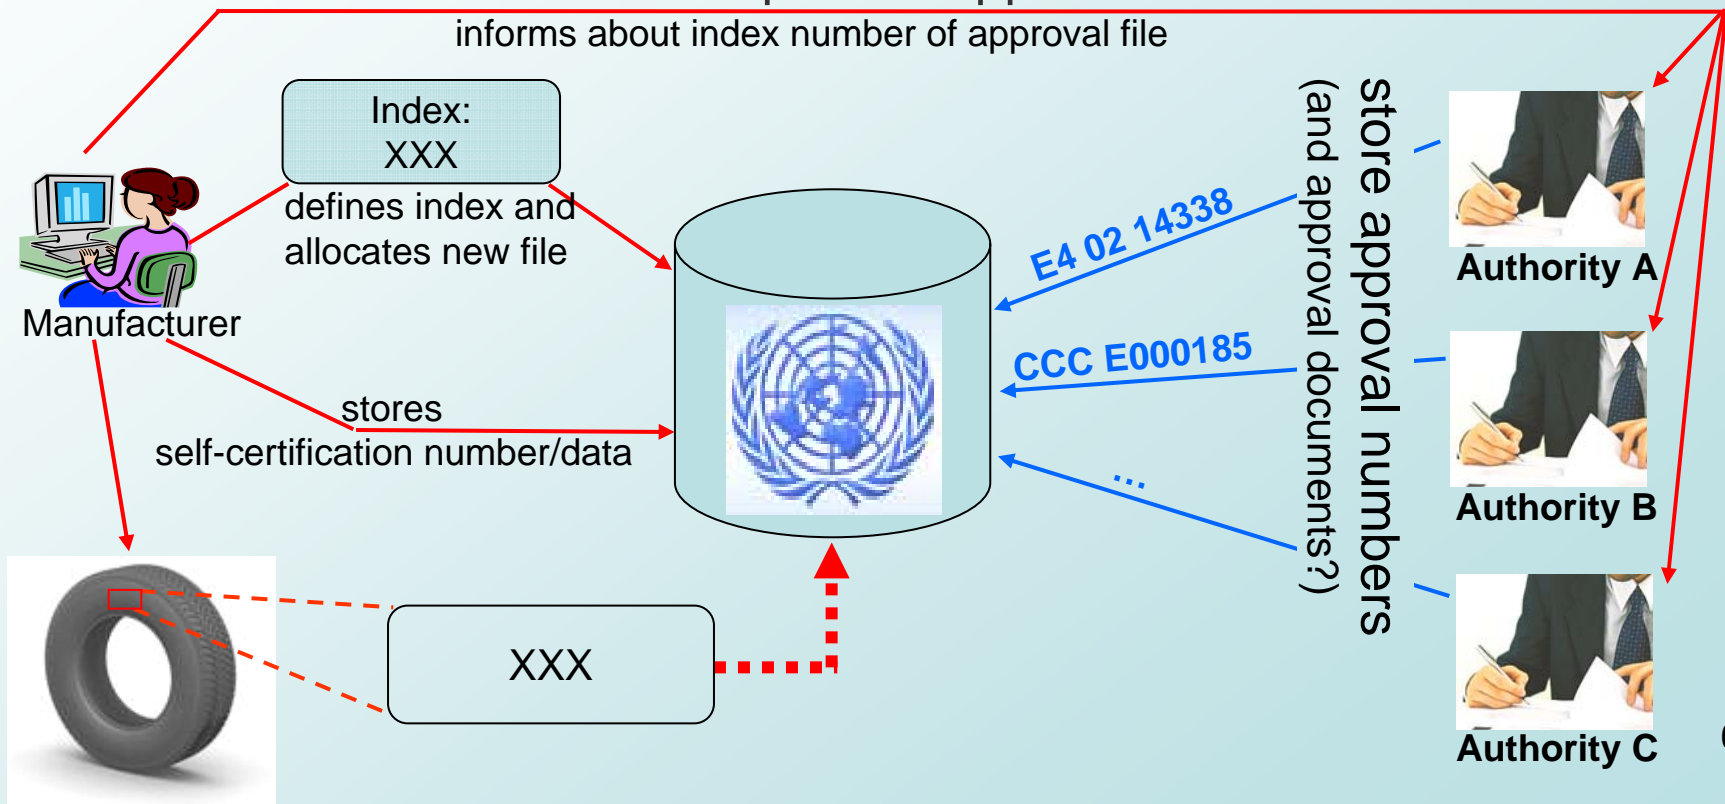 informs about index number of approval file
Index:
XXX
defines index and
allocates new file
Manufacturer
stores
self-certification number/data
XXX
E4 02 14338
CCC E000185
...
store approval numbers
(and approval documents?)
Authority A
Authority B
Authority C